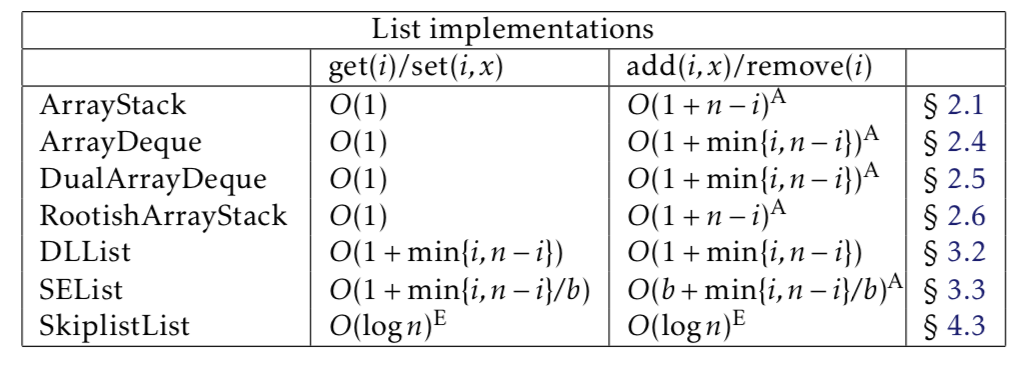 List implementations
get(i)/set(i,x) add(i,x)/remove(i)
ArrayStack O(1) O(1 + n − i)ᴬ § 2.1
ArrayDeque O(1) O(1 + min{i, n − i})ᴬ § 2.4
DualArrayDeque O(1) O(1 + min{i, n − i})ᴬ § 2.5
RootishArrayStack O(1) O(1 + n − i)ᴬ § 2.6
DLList O(1 + min{i, n − i}) O(1 + min{i, n − i}) § 3.2
SEList O(1 + min{i, n − i}/b) O(b + min{i, n − i}/b)ᴬ § 3.3
SkiplistList O(log n)ᴱ O(log n)ᴱ § 4.3